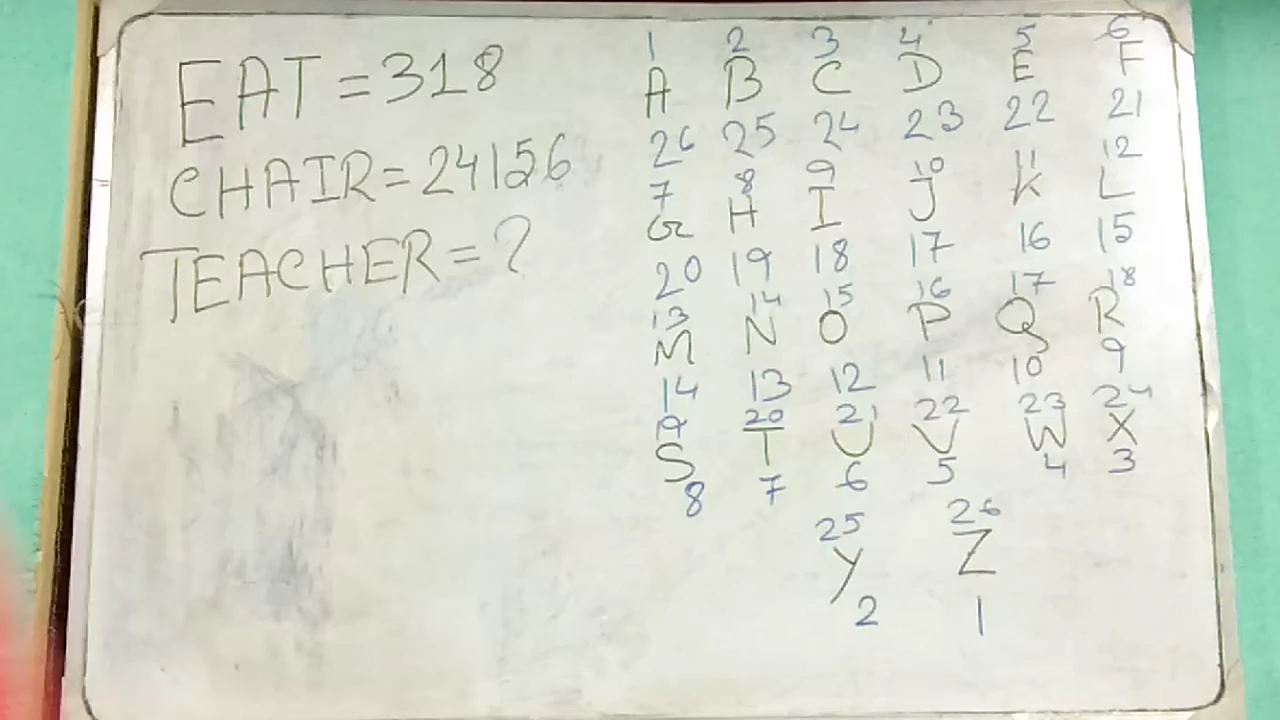 EAT = 318
CHAIR = 24156
TEACHER = ?
1 2 3 4 5 6
A B C D E F
26 25 24 23 22 21
7 8 9 10 11 12
G H I J K L
20 19 18 17 16 15
13 14 15 16 17 18
M N O P Q R
14 13 12 11 10 9
19 20 21 22 23 24
S T U V W X
8 7 6 5 4 3
25 26
Y Z
2 1